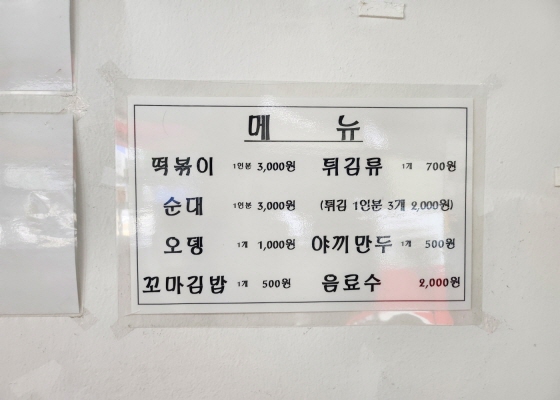 메 뉴
떡볶이 1인분 3,000원 튀김류 1개 700원
순대 1인분 3,000원 (튀김 1인분 3개 2,000원)
오뎅 1개 1,000원 야끼만두 1개 500원
꼬마김밥 1개 500원 음료수 2,000원